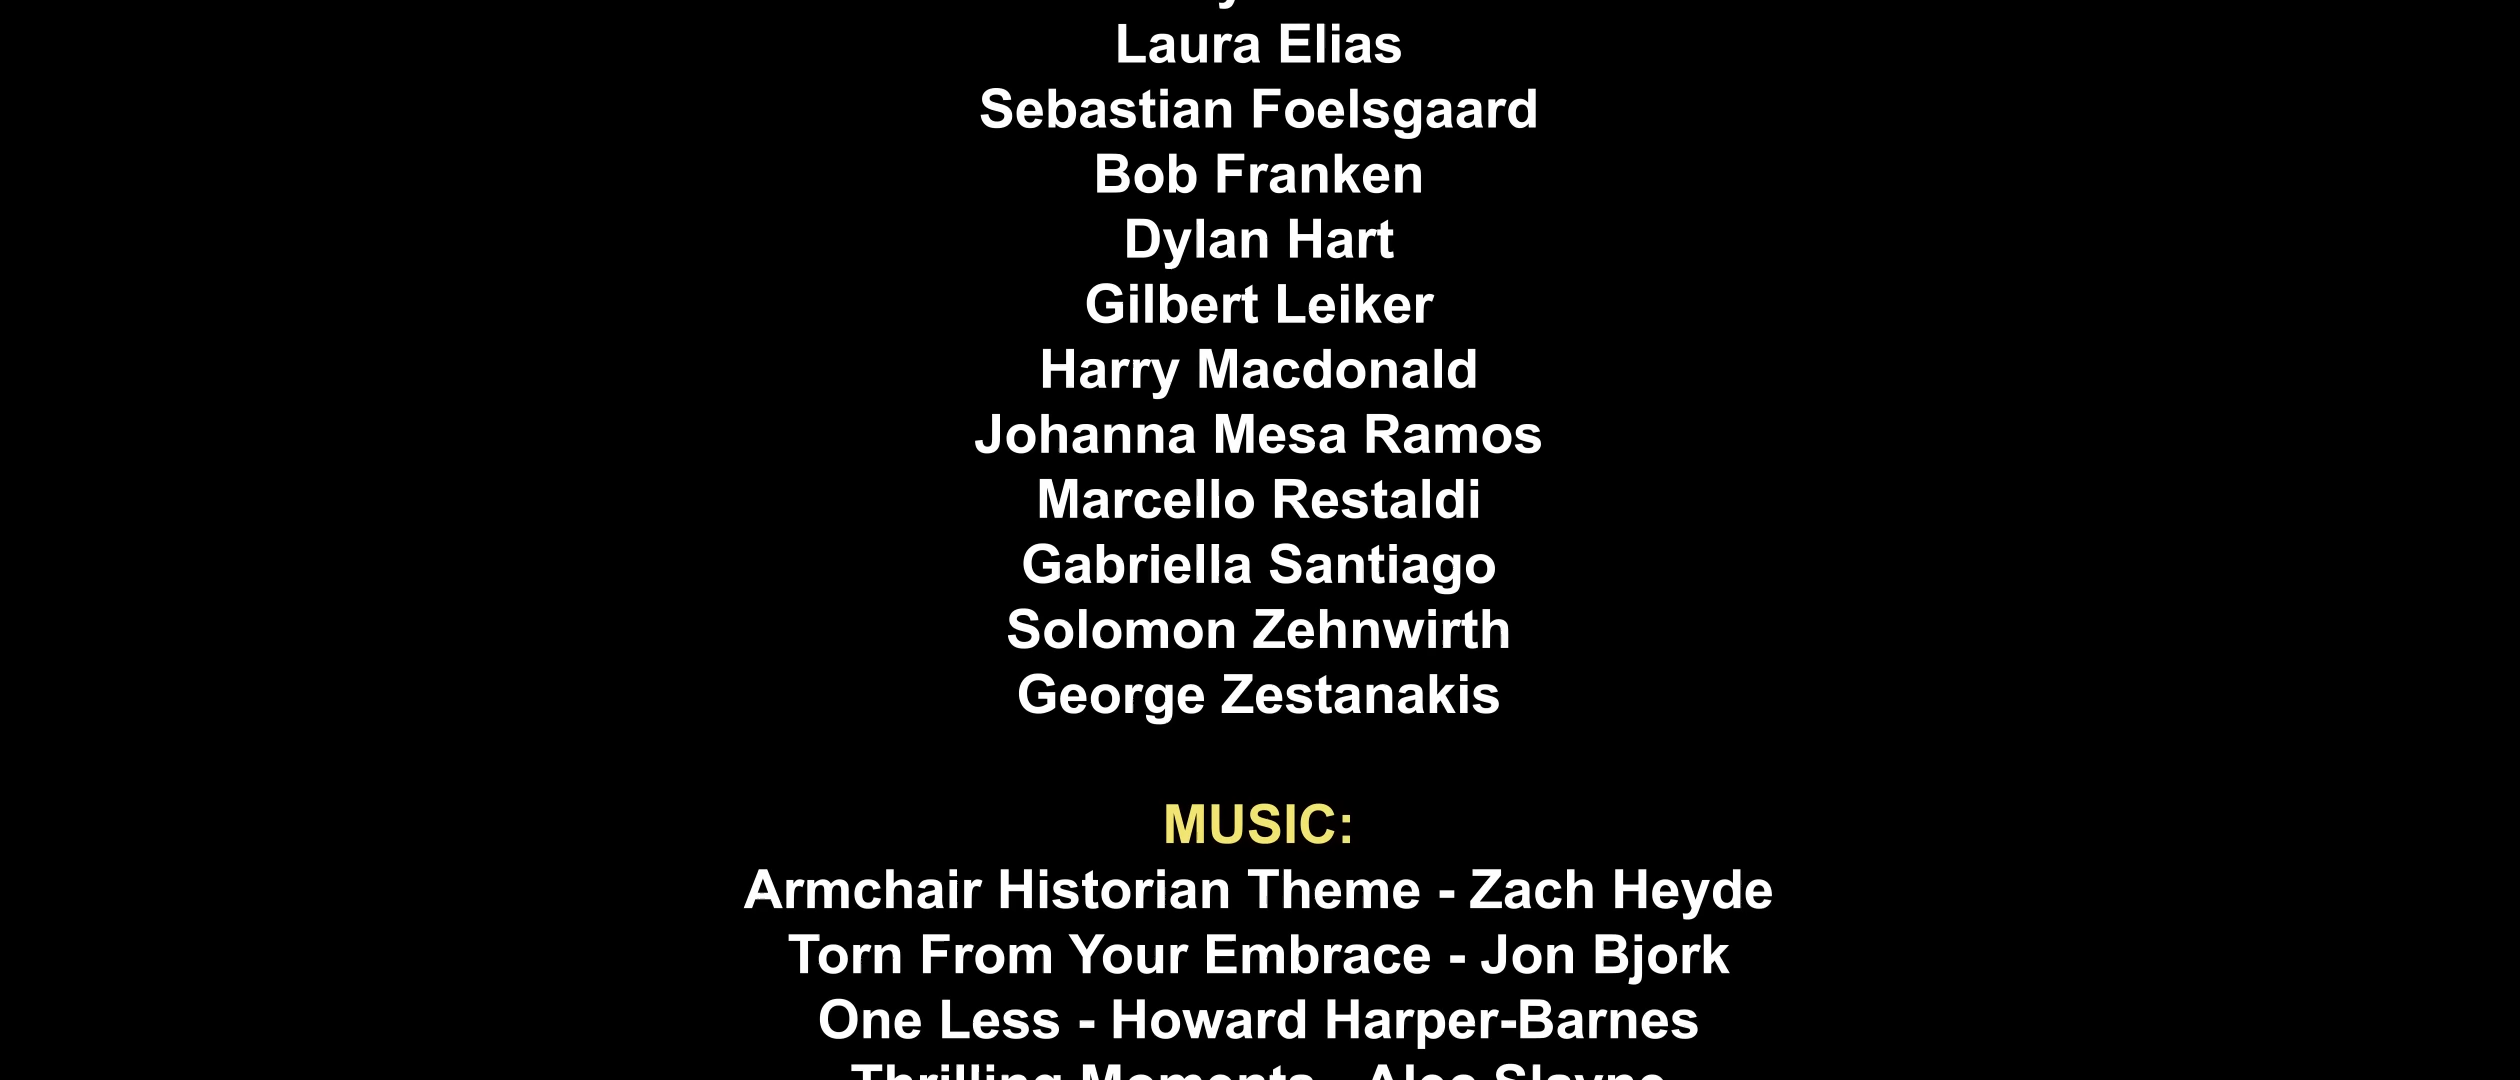 Laura Elias
Sebastian Foelsgaard
Bob Franken
Dylan Hart
Gilbert Leiker
Harry Macdonald
Johanna Mesa Ramos
Marcello Restaldi
Gabriella Santiago
Solomon Zehnwirth
George Zestanakis
MUSIC:
Armchair Historian Theme - Zach Heyde
Torn From Your Embrace - Jon Bjork
One Less - Howard Harper-Barnes
Thrilling Moments -